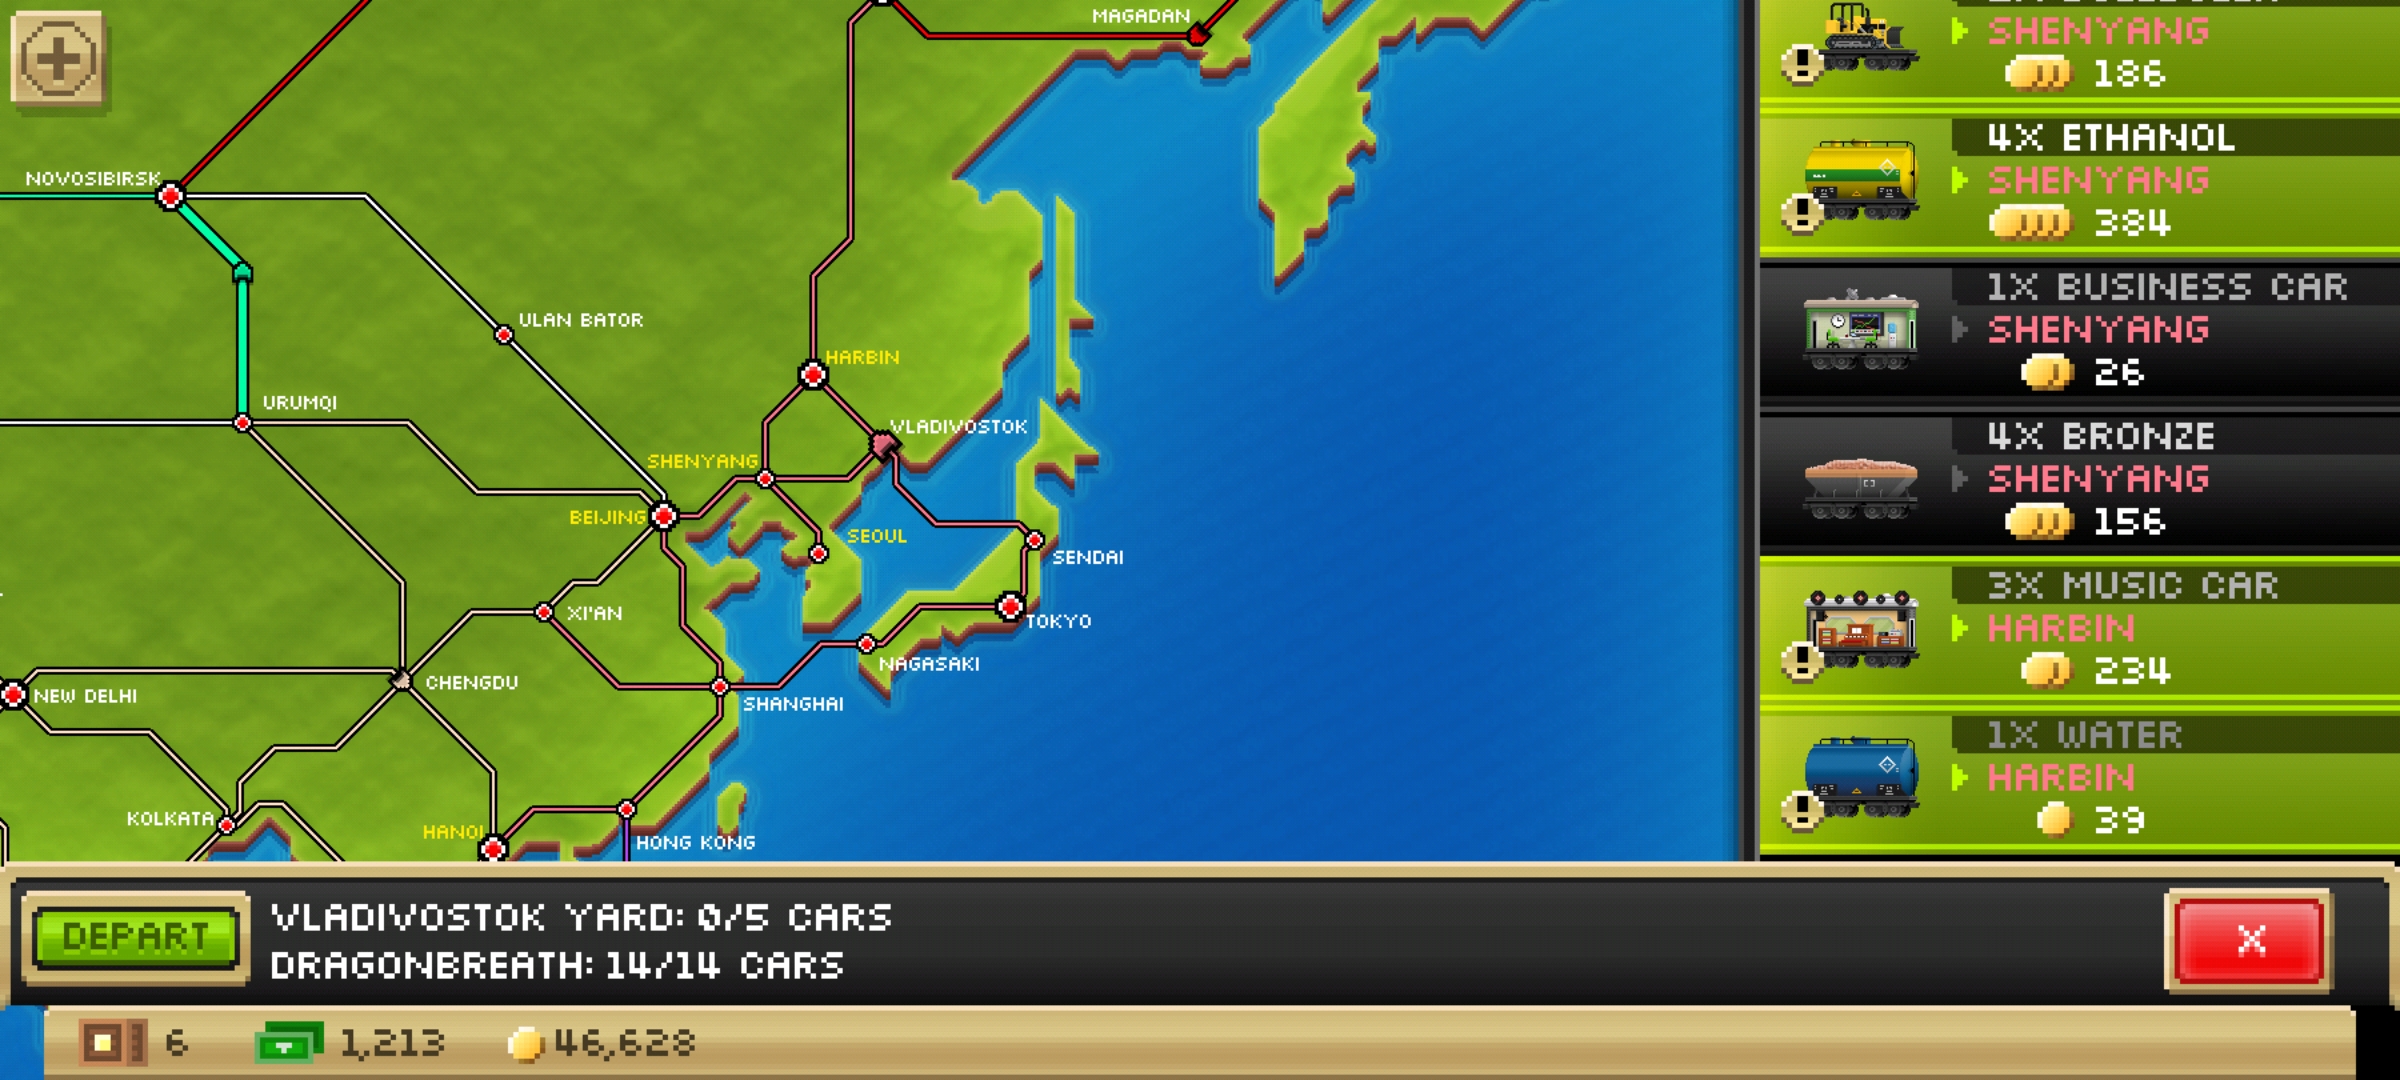 MAGADAN
NOVOSIBIRSK
ULAN BATOR
HARBIN
URUMQI
VLADIVOSTOK
SHENYANG
BEIJING
SEOUL
SENDAI
XI'AN
TOKYO
NAGASAKI
CHENGDU
NEW DELHI
SHANGHAI
KOLKATA
HANOI
HONG KONG
SHENYANG
186
4X ETHANOL
SHENYANG
384
1X BUSINESS CAR
SHENYANG
26
4X BRONZE
SHENYANG
156
3X MUSIC CAR
HARBIN
234
1X WATER
HARBIN
39
DEPART
VLADIVOSTOK YARD: 0/5 CARS
DRAGONBREATH: 14/14 CARS
X
6
1,213
46,628